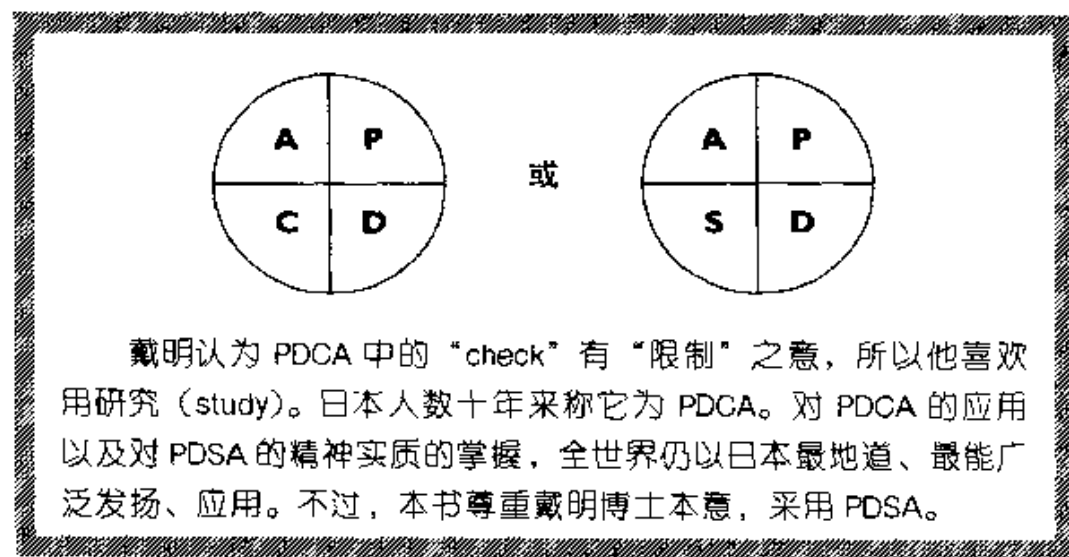 A P A P
或
C D S D
戴明认为 PDCA 中的“check”有“限制”之意，所以他喜欢
用研究（study）。日本人数十年来称它为 PDCA。对 PDCA 的应用
以及对 PDSA 的精神实质的掌握，全世界仍以日本最地道、最能广
泛发扬、应用。不过，本书尊重戴明博士本意，采用 PDSA。